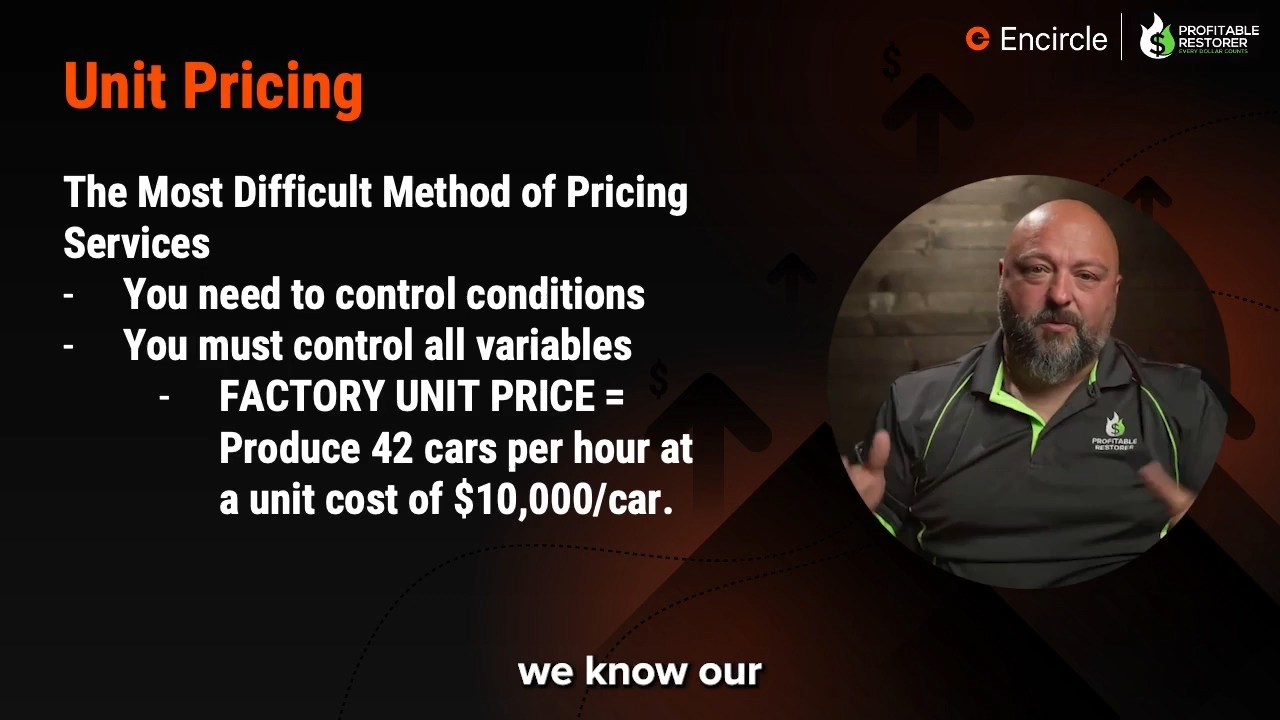 Encircle
PROFITABLE
RESTORER
EVERY DOLLAR COUNTS
Unit Pricing
The Most Difficult Method of Pricing
Services
- You need to control conditions
- You must control all variables
- FACTORY UNIT PRICE =
Produce 42 cars per hour at
a unit cost of $10,000/car.
PROFITABLE
RESTORER
we know our